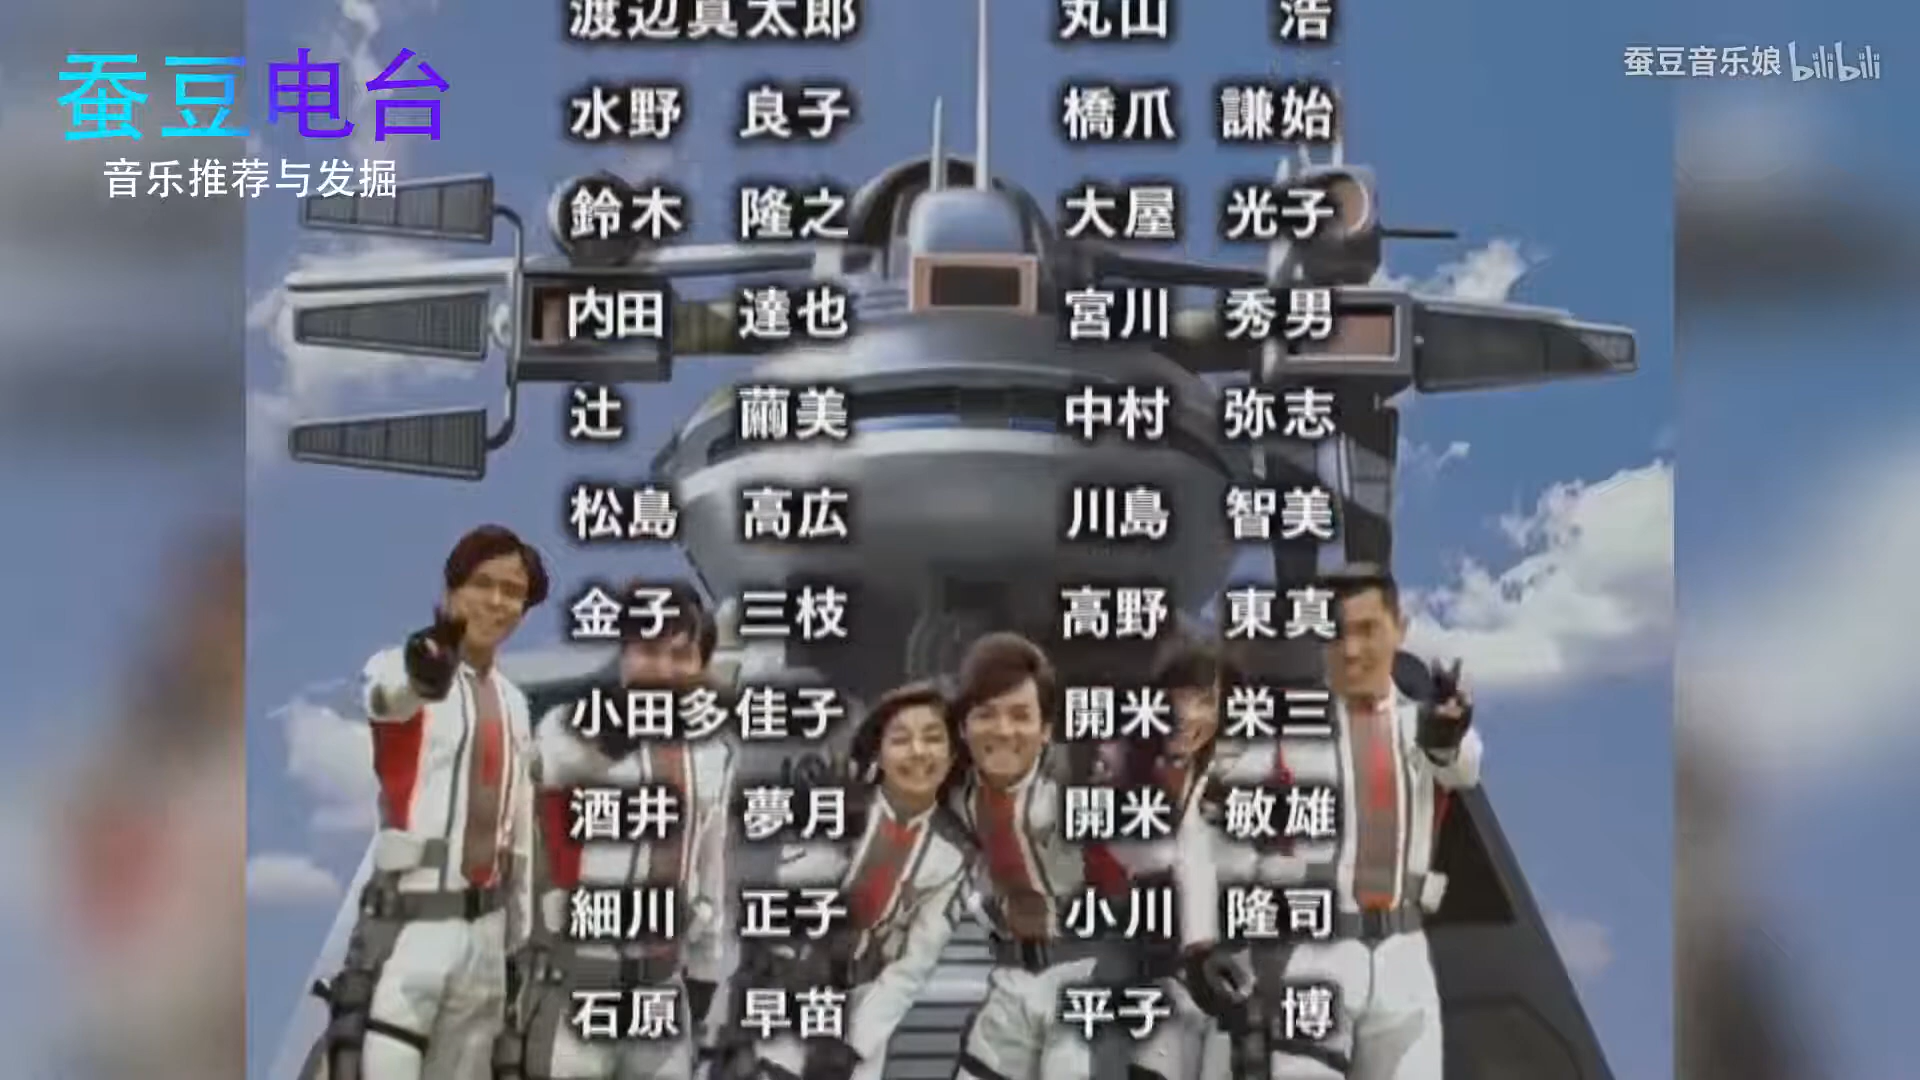 渡辺真太郎 丸山 浩
蚕豆电台
音乐推荐与发掘
蚕豆音乐娘 bilibili
水野 良子 橋爪 謙始
鈴木 隆之 大屋 光子
内田 達也 宮川 秀男
辻 繭美 中村 弥志
松島 高広 川島 智美
金子 三枝 高野 東真
小田多佳子 開米 栄三
酒井 夢月 開米 敏雄
細川 正子 小川 隆司
石原 早苗 平子 博